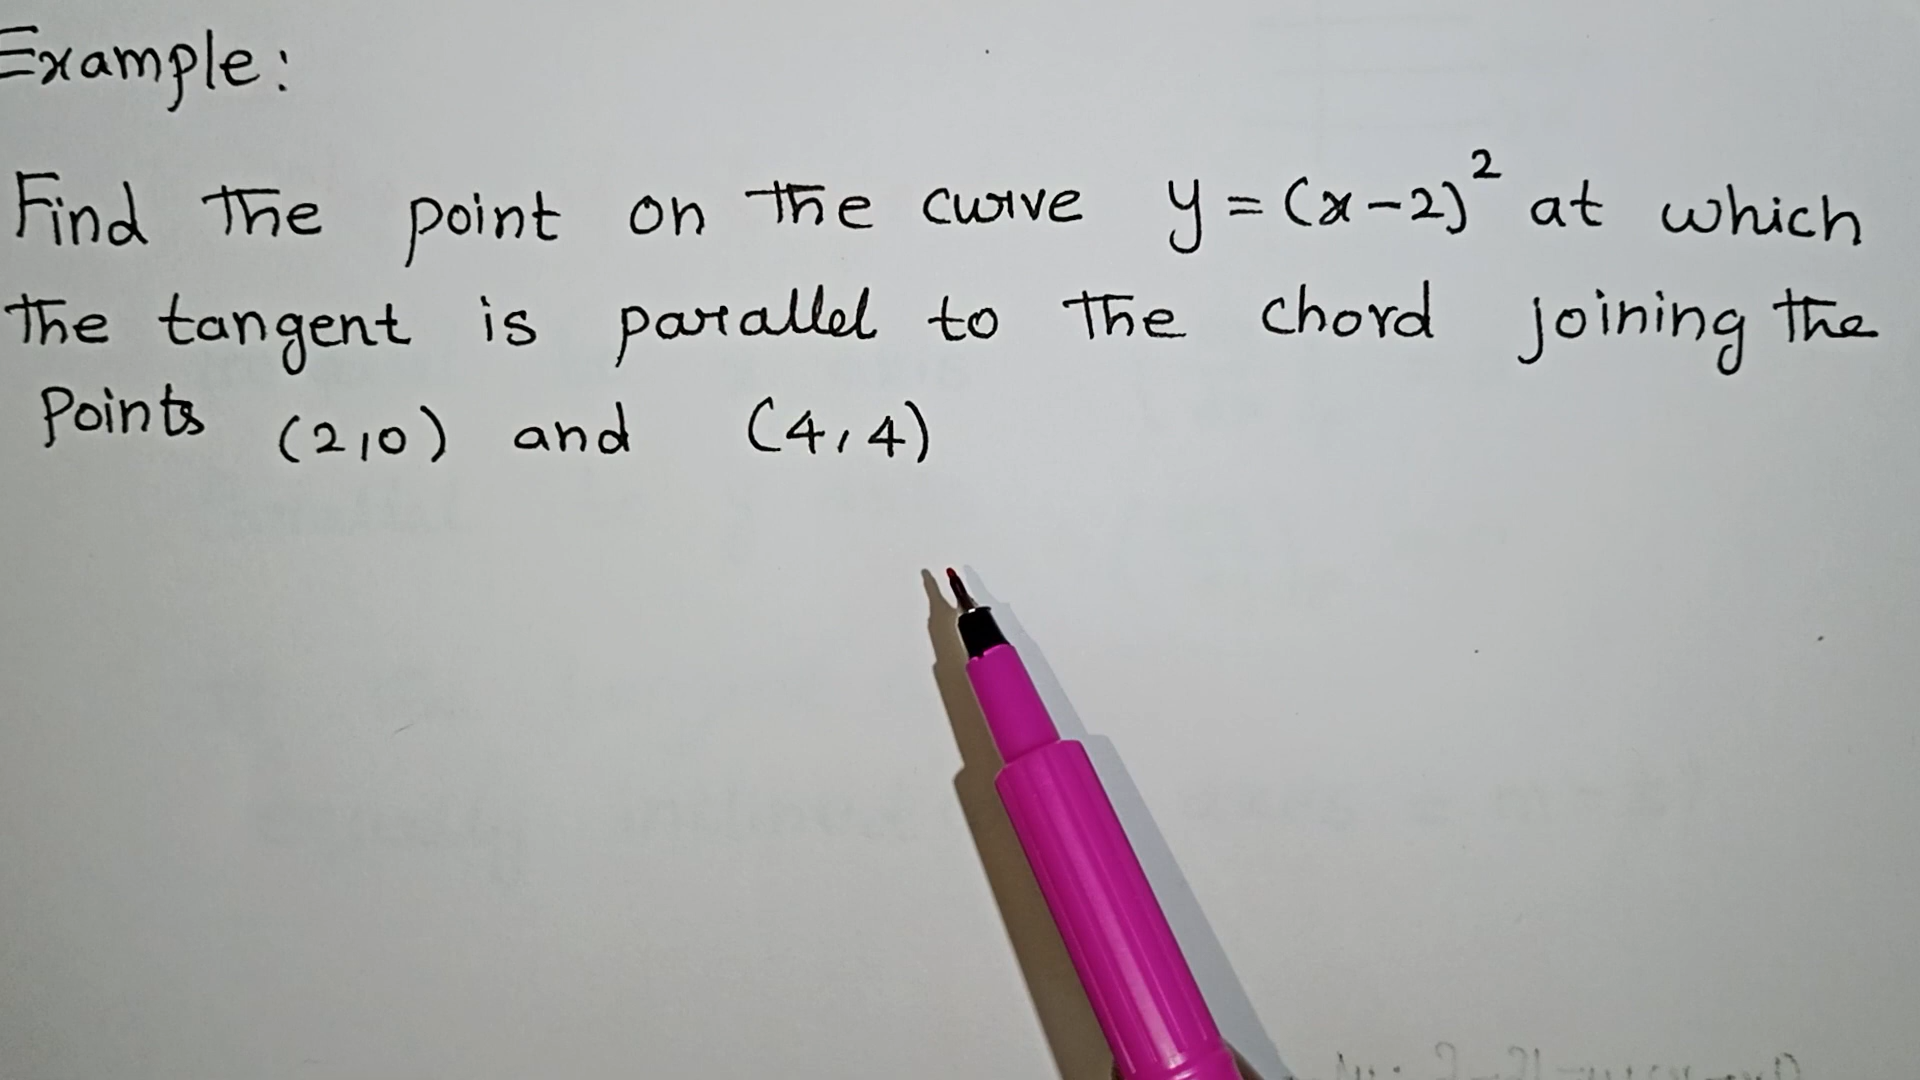 Example:
Find the point on the curve y = (x-2)² at which
the tangent is parallel to the chord joining the
Points (2,0) and (4,4)